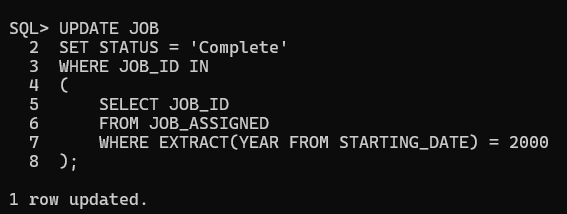 SQL> UPDATE JOB
  2  SET STATUS = 'Complete'
  3  WHERE JOB_ID IN
  4  (
  5      SELECT JOB_ID
  6      FROM JOB_ASSIGNED
  7      WHERE EXTRACT(YEAR FROM STARTING_DATE) = 2000
  8  );
1 row updated.